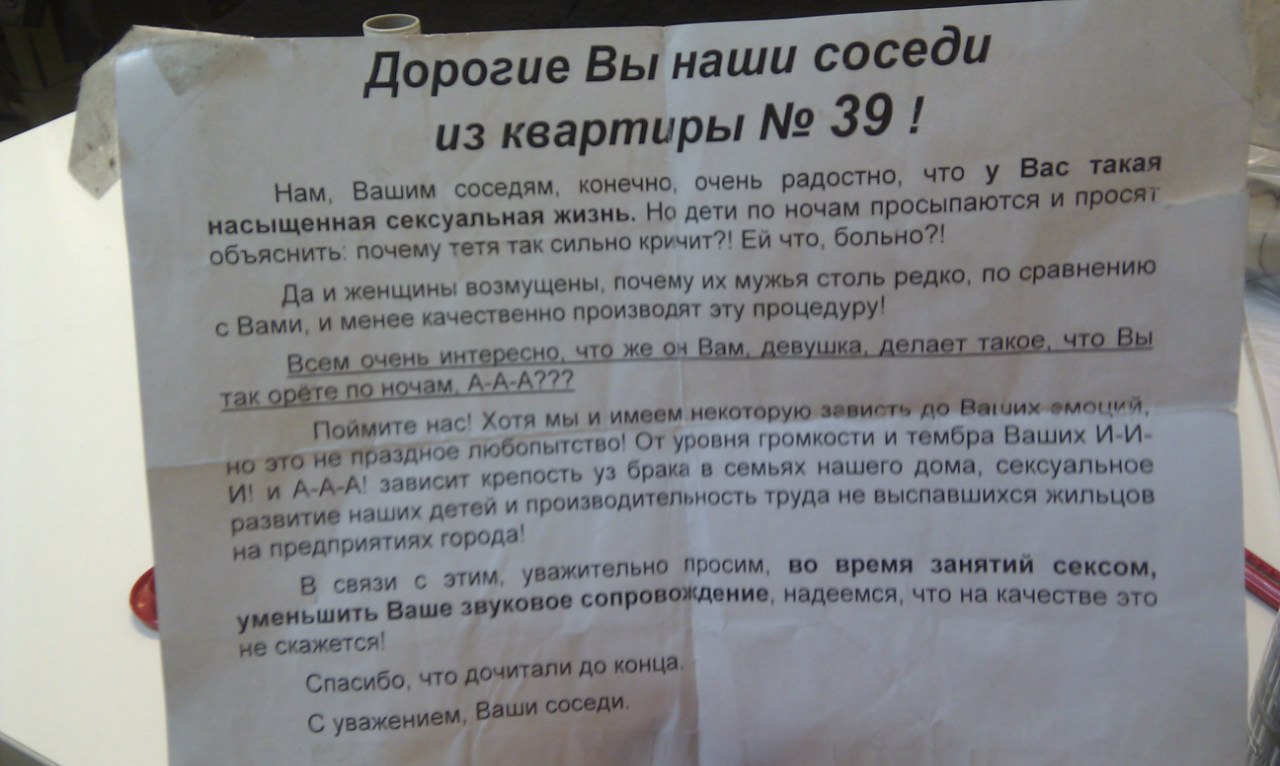 Дорогие Вы наши соседи
из квартиры № 39 !
Нам, Вашим соседям, конечно, очень радостно, что у Вас такая
насыщенная сексуальная жизнь. Но дети по ночам просыпаются и просят
объяснить: почему тетя так сильно кричит?! Ей что, больно?!
Да и женщины возмущены, почему их мужья столь редко, по сравнению
с Вами, и менее качественно производят эту процедуру!
Всем очень интересно, что же он Вам, девушка, делает такое, что Вы
так орёте по ночам, А-А-А???
Поймите нас! Хотя мы и имеем некоторую зависть до Ваших эмоций,
но это не праздное любопытство! От уровня громкости и тембра Ваших И-И-
И! и А-А-А! зависит крепость уз брака в семьях нашего дома, сексуальное
развитие наших детей и производительность труда не выспавшихся жильцов
на предприятиях города!
В связи с этим, уважительно просим, во время занятий сексом,
уменьшить Ваше звуковое сопровождение, надеемся, что на качестве это
не скажется!
Спасибо, что дочитали до конца.
С уважением, Ваши соседи.